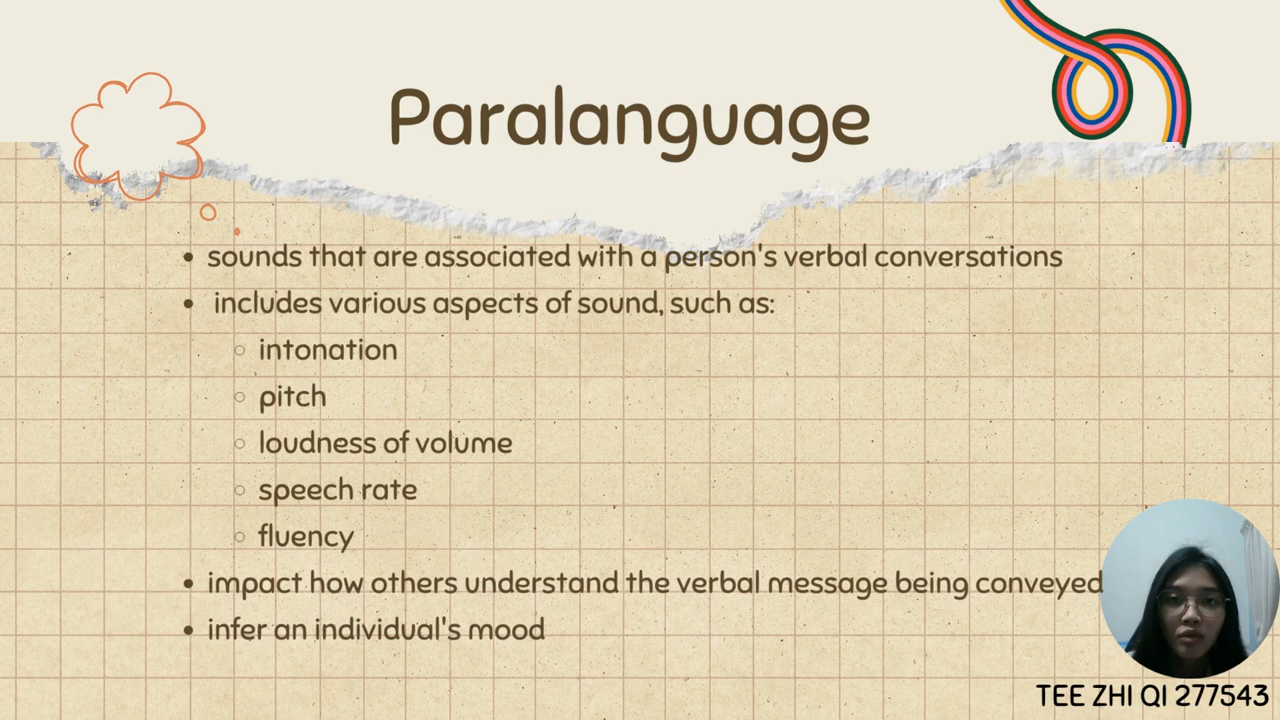 Paralanguage
• sounds that are associated with a person's verbal conversations
• includes various aspects of sound, such as:
○ intonation
○ pitch
○ loudness of volume
○ speech rate
○ fluency
• impact how others understand the verbal message being conveyed
• infer an individual's mood
TEE ZHI QI 277543